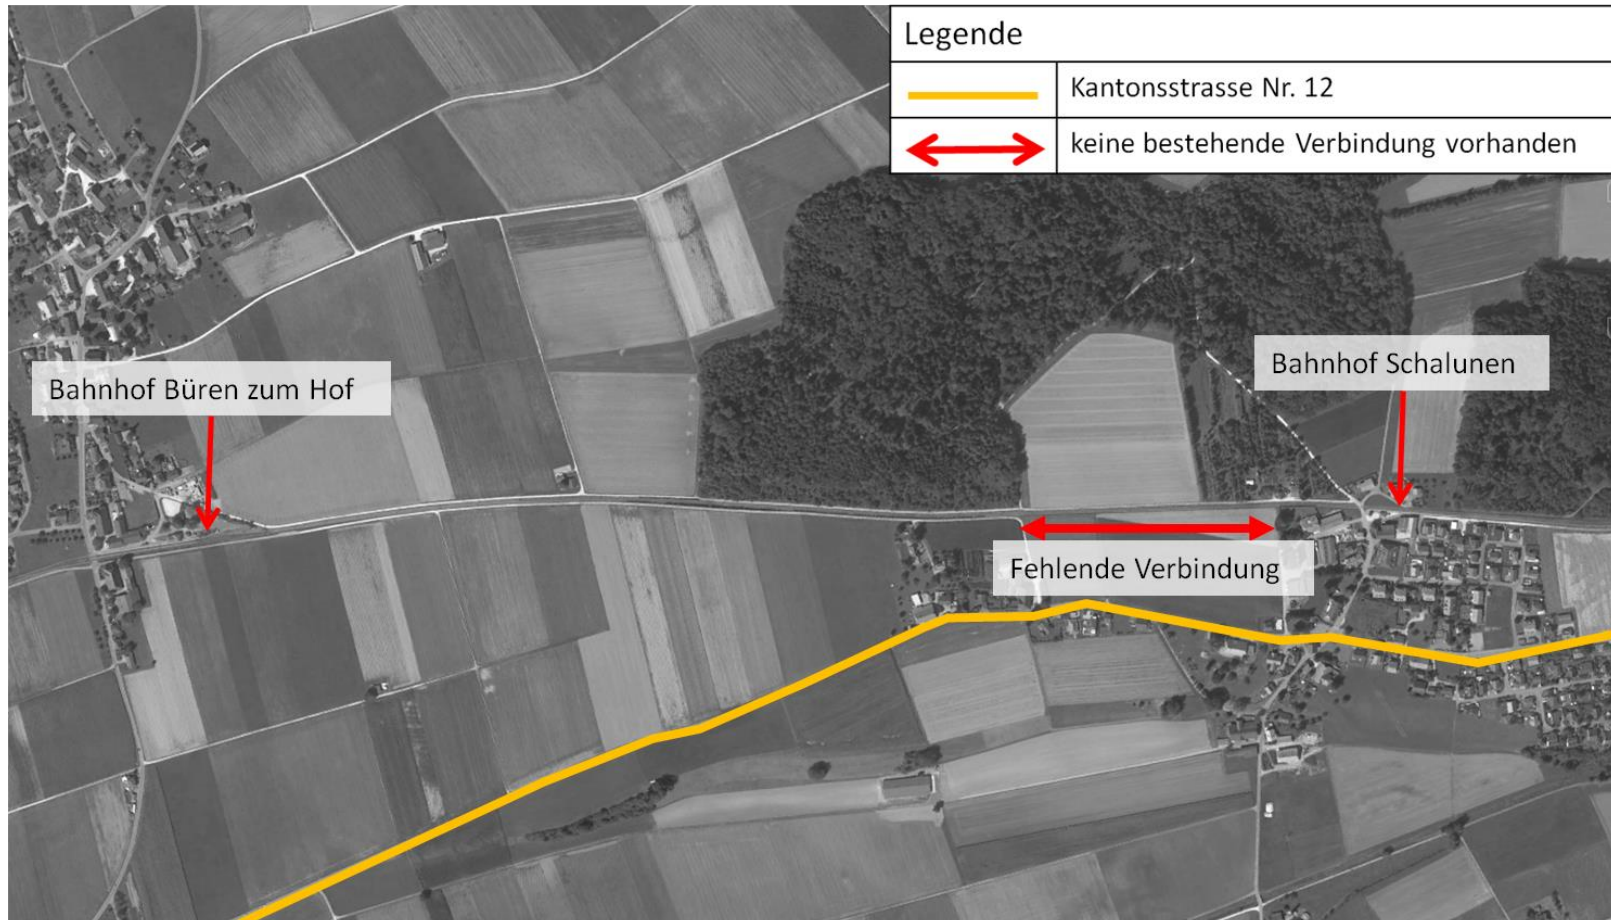 Legende
Kantonsstrasse Nr. 12
keine bestehende Verbindung vorhanden
Bahnhof Schalunen
Bahnhof Büren zum Hof
Fehlende Verbindung